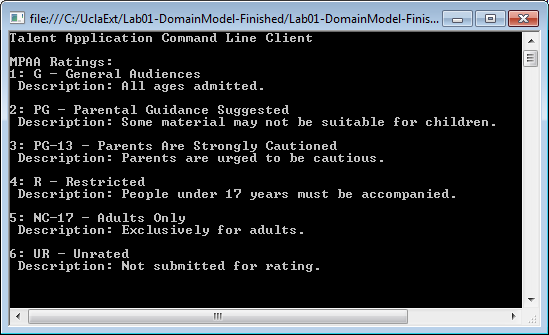 file:///C:/UclaExt/Lab01-DomainModel-Finished/Lab01-DomainModel-Finis...
Talent Application Command Line Client
MPAA Ratings:
1: G - General Audiences
Description: All ages admitted.
2: PG - Parental Guidance Suggested
Description: Some material may not be suitable for children.
3: PG-13 - Parents Are Strongly Cautioned
Description: Parents are urged to be cautious.
4: R - Restricted
Description: People under 17 years must be accompanied.
5: NC-17 - Adults Only
Description: Exclusively for adults.
6: UR - Unrated
Description: Not submitted for rating.